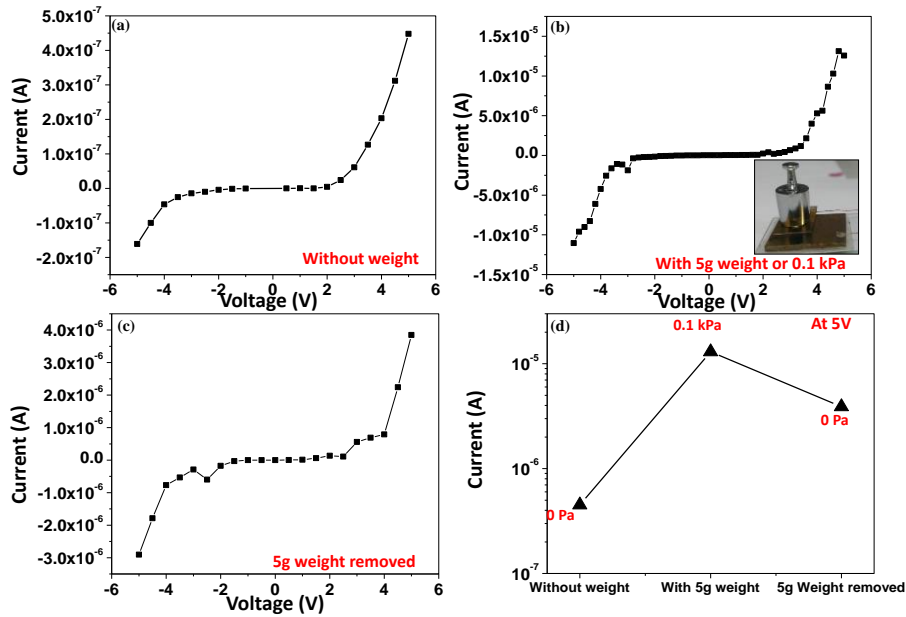 (a)
5.0x10⁻⁷
4.0x10⁻⁷
3.0x10⁻⁷
2.0x10⁻⁷
1.0x10⁻⁷
0.0
-1.0x10⁻⁷
-2.0x10⁻⁷
Current (A)
-6 -4 -2 0 2 4 6
Voltage (V)
Without weight
(b)
1.5x10⁻⁵
1.0x10⁻⁵
5.0x10⁻⁶
0.0
-5.0x10⁻⁶
-1.0x10⁻⁵
-1.5x10⁻⁵
Current (A)
With 5g weight or 0.1 kPa
-6 -4 -2 0 2 4 6
Voltage (V)
(c)
4.0x10⁻⁶
3.0x10⁻⁶
2.0x10⁻⁶
1.0x10⁻⁶
0.0
-1.0x10⁻⁶
-2.0x10⁻⁶
-3.0x10⁻⁶
Current (A)
5g weight removed
-6 -4 -2 0 2 4 6
Voltage (V)
(d)
0.1 kPa
At 5V
10⁻⁵
10⁻⁶
10⁻⁷
Current (A)
0 Pa
0 Pa
Without weight With 5g weight 5g Weight removed